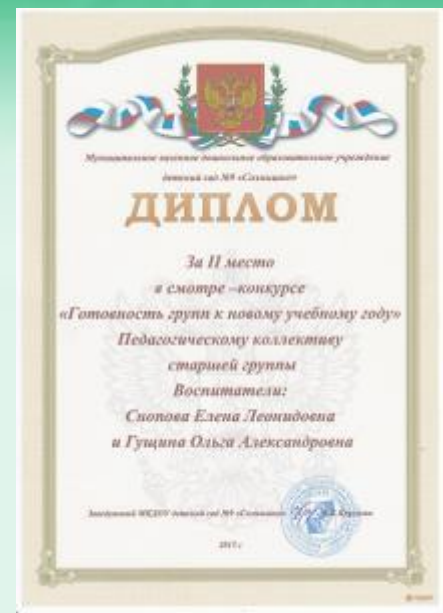 Муниципальное казенное дошкольное образовательное учреждение
детский сад №9 «Солнышко»
ДИПЛОМ
За II место
в смотре –конкурсе
«Готовность групп к новому учебному году»
Педагогическому коллективу
старшей группы
Воспитатели:
Снопова Елена Леонидовна
и Гущина Ольга Александровна
Заведующий МКДОУ детский сад №9 «Солнышко»